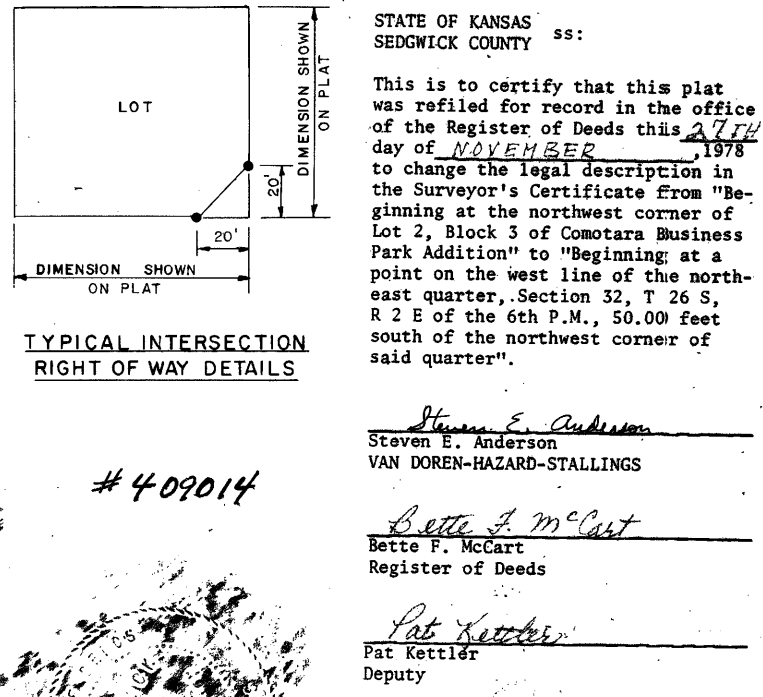 LOT
DIMENSION SHOWN
ON PLAT
20'
20'
DIMENSION SHOWN
ON PLAT
TYPICAL INTERSECTION
RIGHT OF WAY DETAILS
#409014
STATE OF KANSAS
SEDGWICK COUNTY ss:
This is to certify that this plat
was refiled for record in the office
of the Register of Deeds this 27TH
day of NOVEMBER, 1978
to change the legal description in
the Surveyor's Certificate from "Be-
ginning at the northwest corner of
Lot 2, Block 3 of Comotara Business
Park Addition" to "Beginning at a
point on the west line of the north-
east quarter, Section 32, T 26 S,
R 2 E of the 6th P.M., 50.00 feet
south of the northwest corner of
said quarter".
Steven E. Anderson
Steven E. Anderson
VAN DOREN-HAZARD-STALLINGS
Bette F. McCart
Bette F. McCart
Register of Deeds
Pat Kettler
Pat Kettler
Deputy